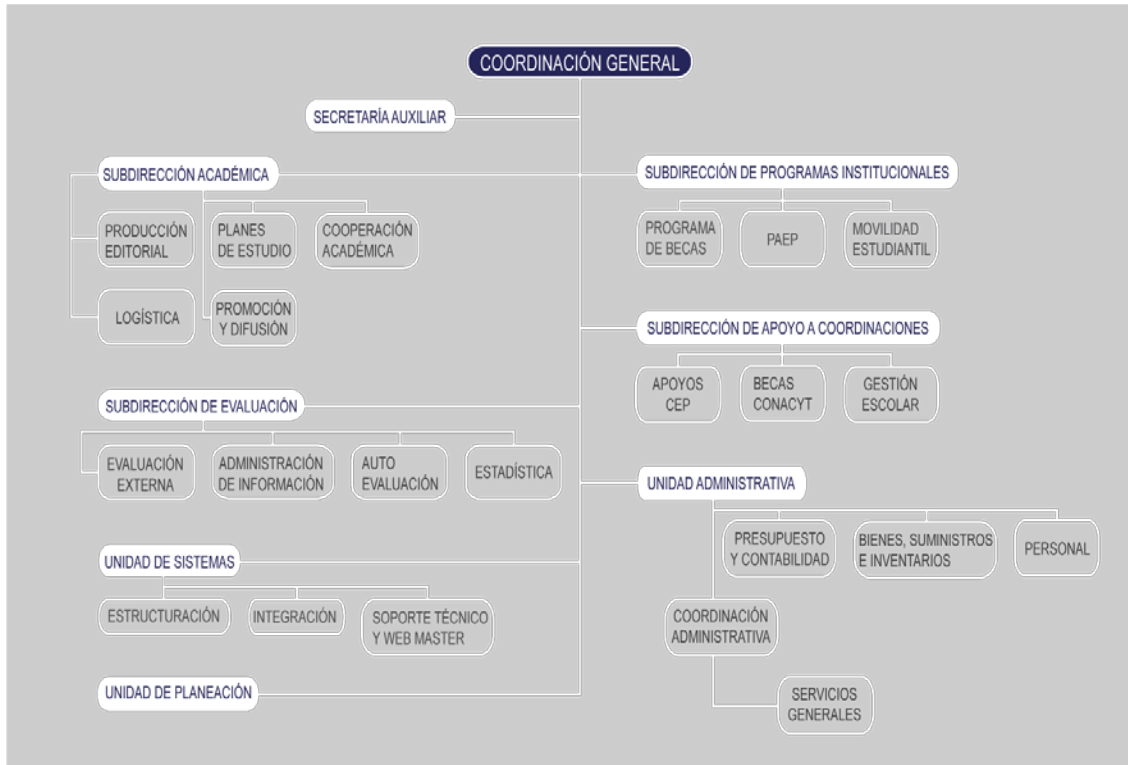 COORDINACIÓN GENERAL
SECRETARÍA AUXILIAR
SUBDIRECCIÓN ACADÉMICA
PRODUCCIÓN
EDITORIAL
PLANES
DE ESTUDIO
COOPERACIÓN
ACADÉMICA
LOGÍSTICA
PROMOCIÓN
Y DIFUSIÓN
SUBDIRECCIÓN DE PROGRAMAS INSTITUCIONALES
PROGRAMA
DE BECAS
PAEP
MOVILIDAD
ESTUDIANTIL
SUBDIRECCIÓN DE APOYO A COORDINACIONES
APOYOS
CEP
BECAS
CONACYT
GESTIÓN
ESCOLAR
SUBDIRECCIÓN DE EVALUACIÓN
EVALUACIÓN
EXTERNA
ADMINISTRACIÓN
DE INFORMACIÓN
AUTO
EVALUACIÓN
ESTADÍSTICA
UNIDAD ADMINISTRATIVA
PRESUPUESTO
Y CONTABILIDAD
BIENES, SUMINISTROS
E INVENTARIOS
PERSONAL
COORDINACIÓN
ADMINISTRATIVA
SERVICIOS
GENERALES
UNIDAD DE SISTEMAS
ESTRUCTURACIÓN
INTEGRACIÓN
SOPORTE TÉCNICO
Y WEB MASTER
UNIDAD DE PLANEACIÓN